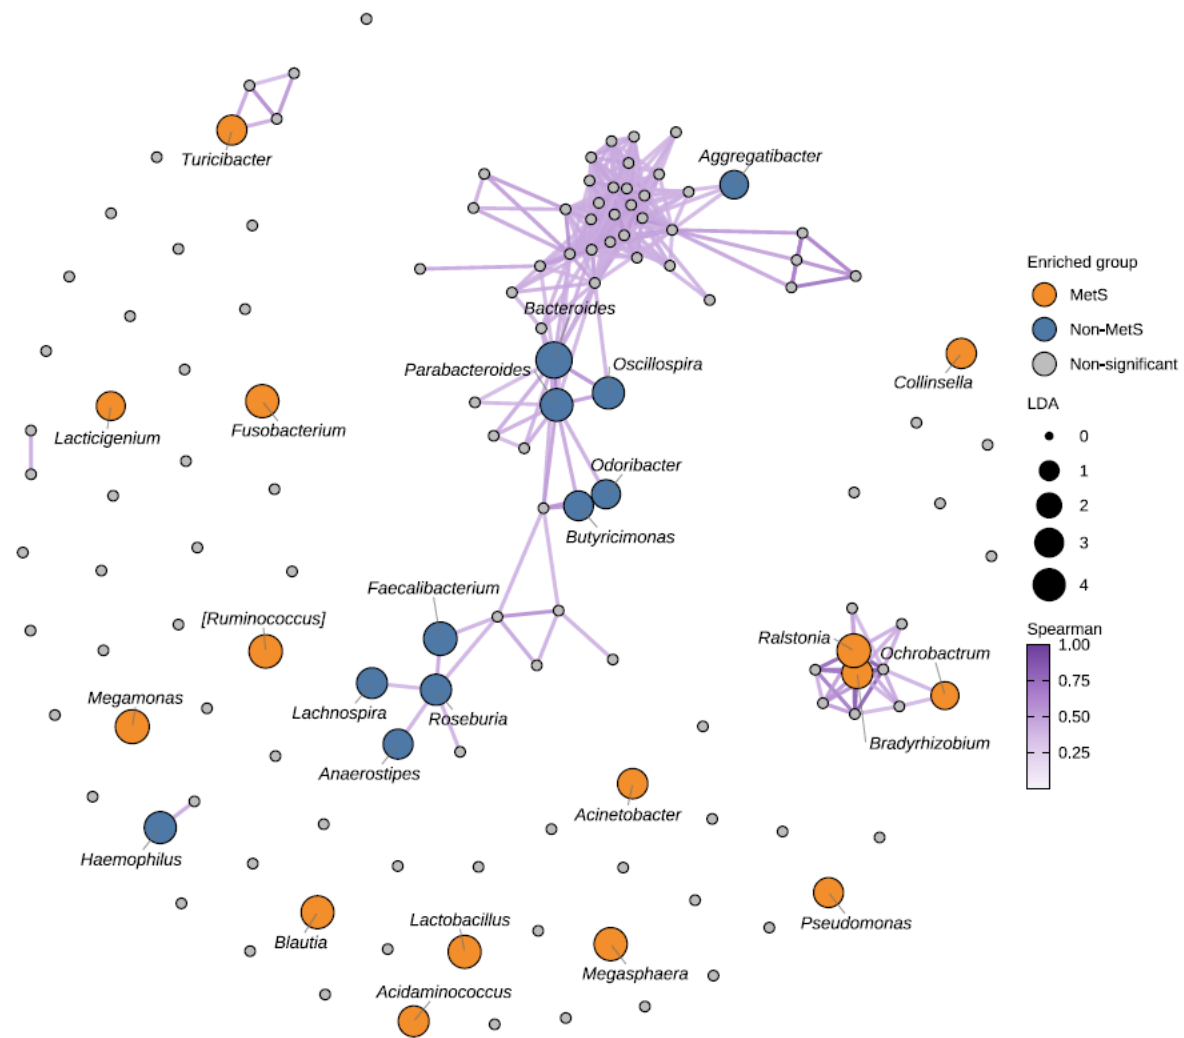 Turicibacter
Aggregatibacter
Bacteroides
Parabacteroides
Oscillospira
Collinsella
Lacticigenium
Fusobacterium
Odoribacter
Butyricimonas
Faecalibacterium
[Ruminococcus]
Ralstonia
Ochrobactrum
Megamonas
Lachnospira
Roseburia
Bradyrhizobium
Anaerostipes
Acinetobacter
Haemophilus
Lactobacillus
Pseudomonas
Blautia
Megasphaera
Acidaminococcus
Enriched group
MetS
Non-MetS
Non-significant
LDA
0
1
2
3
4
Spearman
1.00
0.75
0.50
0.25